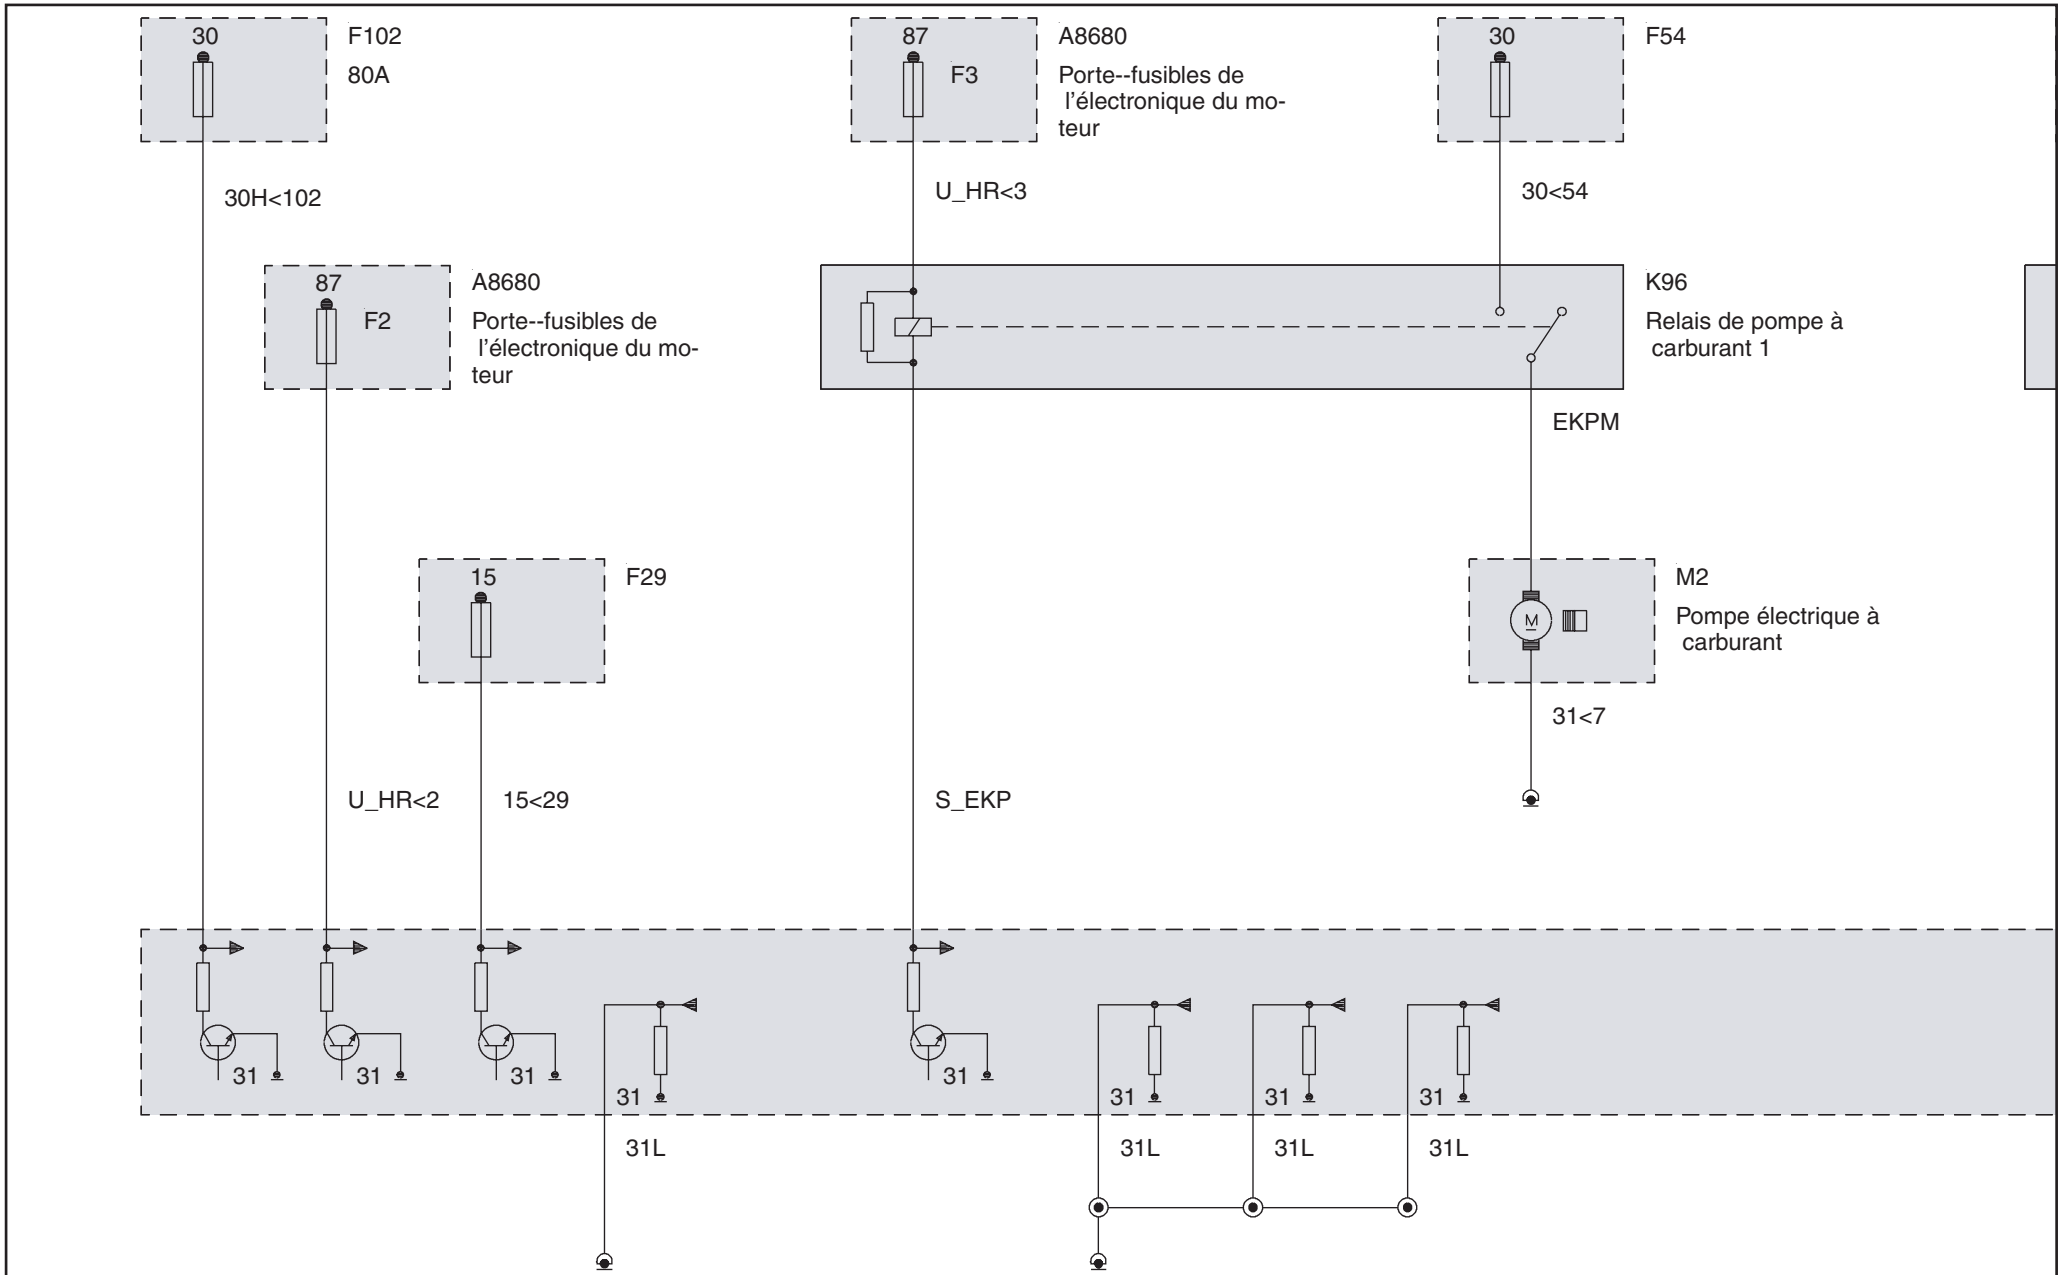 30
F102
80A
87
F3
A8680
Porte--fusibles de
l’électronique du mo-
teur
30
F54
30H<102
U_HR<3
30<54
87
F2
A8680
Porte--fusibles de
l’électronique du mo-
teur
K96
Relais de pompe à
carburant 1
EKPM
15
F29
M
M2
Pompe électrique à
carburant
31<7
U_HR<2
15<29
S_EKP
31
31
31
31
31
31
31
31
31L
31L
31L
31L